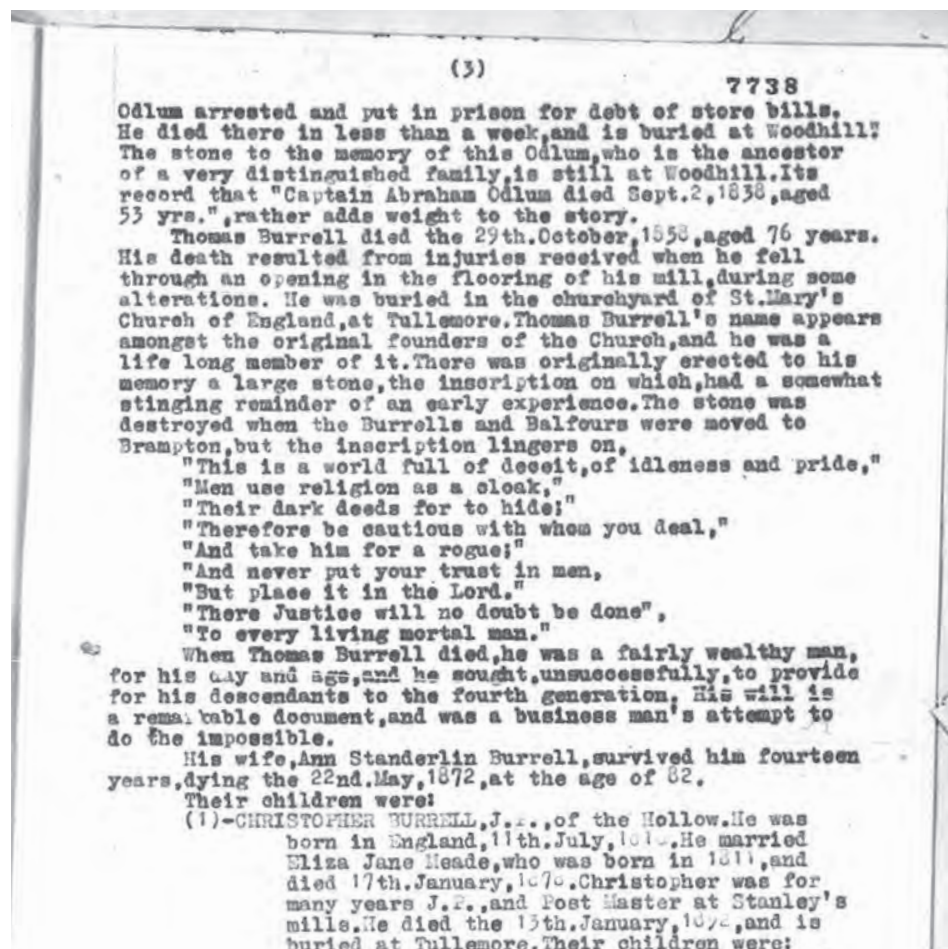 (3)
7738
Odlum arrested and put in prison for debt of store bills.
He died there in less than a week,and is buried at Woodhill"
The stone to the memory of this Odlum,who is the ancestor
of a very distinguished family,is still at Woodhill.Its
record that "Captain Abraham Odlum died Sept.2,1838,aged
53 yrs.",rather adds weight to the story.
Thomas Burrell died the 29th.October,1858,aged 76 years.
His death resulted from injuries received when he fell
through an opening in the flooring of his mill,during some
alterations. He was buried in the churchyard of St.Mary's
Church of England,at Tullemore.Thomas Burrell's name appears
amongst the original founders of the Church,and he was a
life long member of it.There was originally erected to his
memory a large stone,the inscription on which,had a somewhat
stinging reminder of an early experience.The stone was
destroyed when the Burrells and Balfours were moved to
Brampton,but the inscription lingers on,
"This is a world full of deceit,of idleness and pride,"
"Men use religion as a cloak,"
"Their dark deeds for to hide;"
"Therefore be cautious with whom you deal,"
"And take him for a rogue;"
"And never put your trust in men,
"But place it in the Lord."
"There Justice will no doubt be done",
"To every living mortal man."
When Thomas Burrell died,he was a fairly wealthy man,
for his day and age,and he sought,unsuccessfully,to provide
for his descendants to the fourth generation. His will is
a remarkable document,and was a business man's attempt to
do the impossible.
His wife,Ann Standerlin Burrell,survived him fourteen
years,dying the 22nd.May,1872,at the age of 82.
Their children were:
(1)-CHRISTOPHER BURRELL,J.P.,of the Hollow.He was
born in England,11th.July, He married
Eliza Jane Meade,who was born in 1811,and
died 17th.January, Christopher was for
many years J.P.,and Post Master at Stanley's
mills.He died the 13th.January,1892,and is
buried at Tullemore.Their children were: